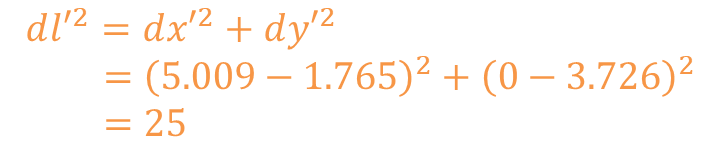 dl′² = dx′² + dy′²
= (5.009 − 1.765)² + (0 − 3.726)²
= 25